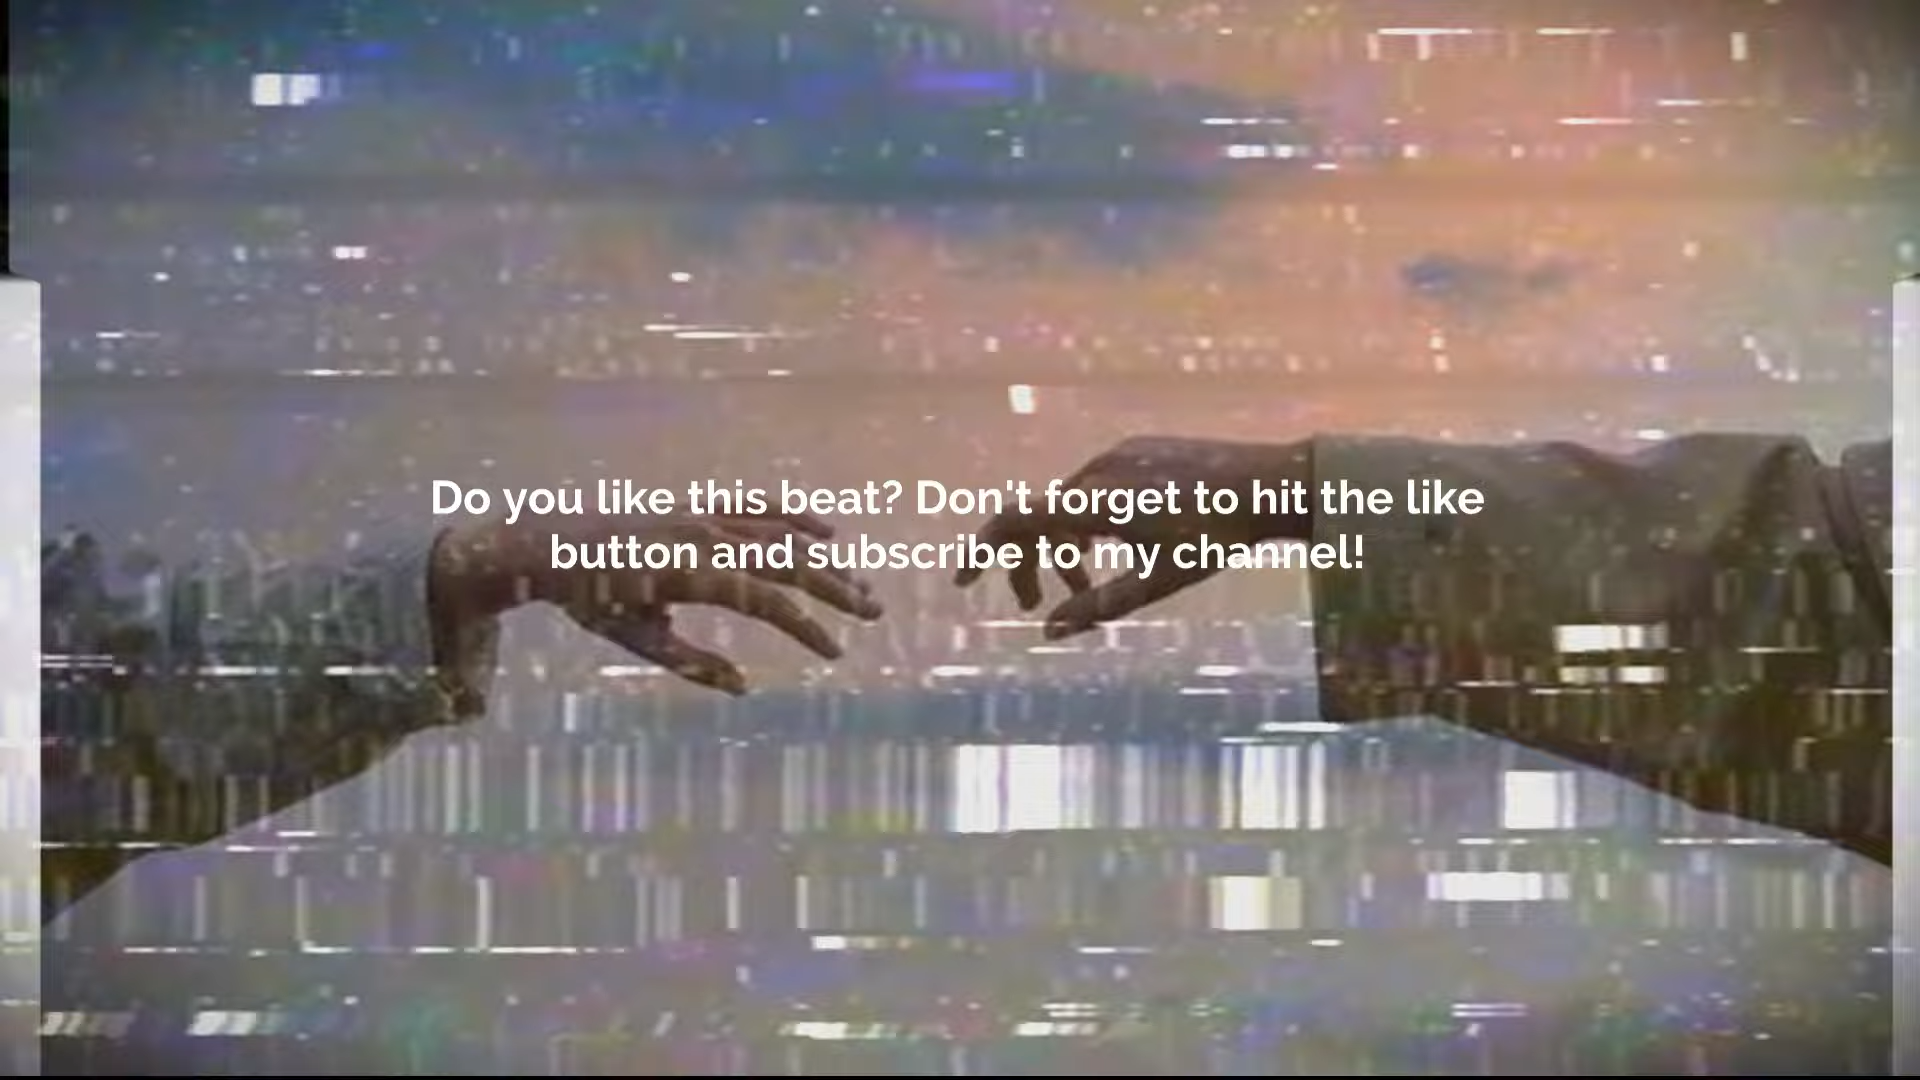 Do you like this beat? Don't forget to hit the like
button and subscribe to my channel!